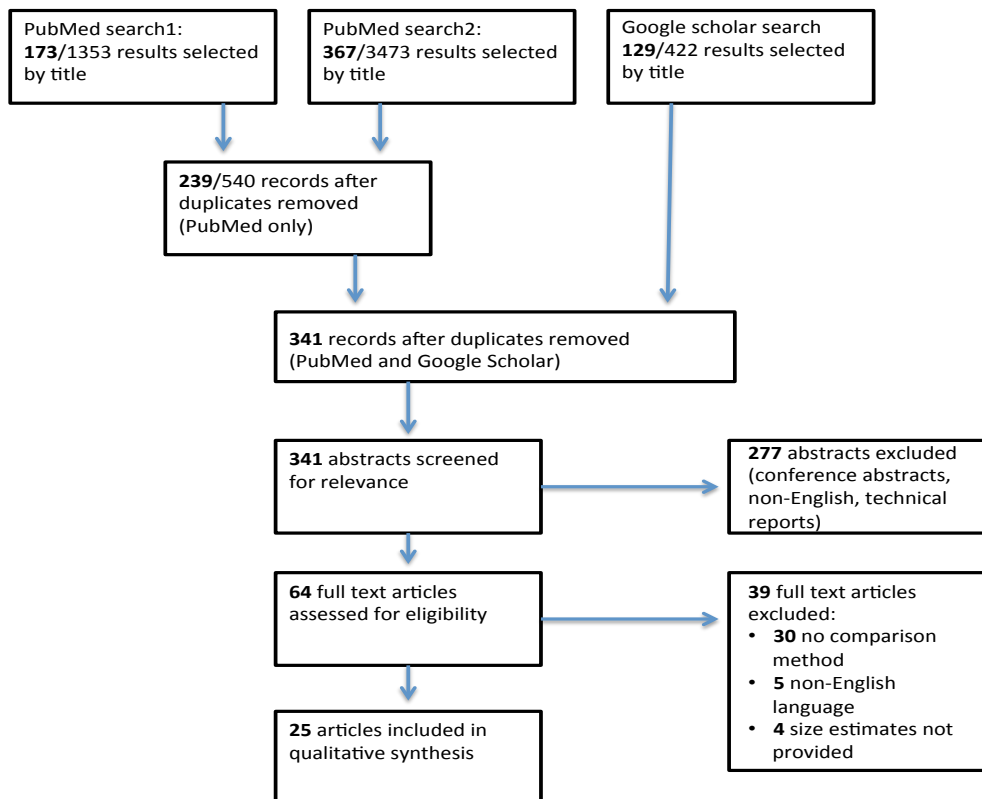 PubMed search1:
173/1353 results selected
by title
PubMed search2:
367/3473 results selected
by title
Google scholar search
129/422 results selected
by title
239/540 records after
duplicates removed
(PubMed only)
341 records after duplicates removed
(PubMed and Google Scholar)
341 abstracts screened
for relevance
277 abstracts excluded
(conference abstracts,
non-English, technical
reports)
64 full text articles
assessed for eligibility
39 full text articles
excluded:
• 30 no comparison
method
• 5 non-English
language
• 4 size estimates not
provided
25 articles included in
qualitative synthesis